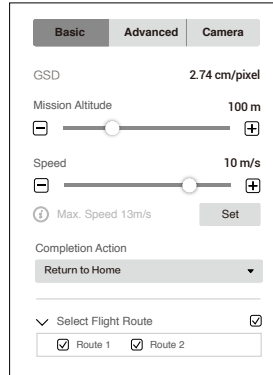 Basic Advanced Camera
GSD 2.74 cm/pixel
Mission Altitude 100 m
Speed 10 m/s
i Max. Speed 13m/s Set
Completion Action
Return to Home
Select Flight Route
Route 1 Route 2